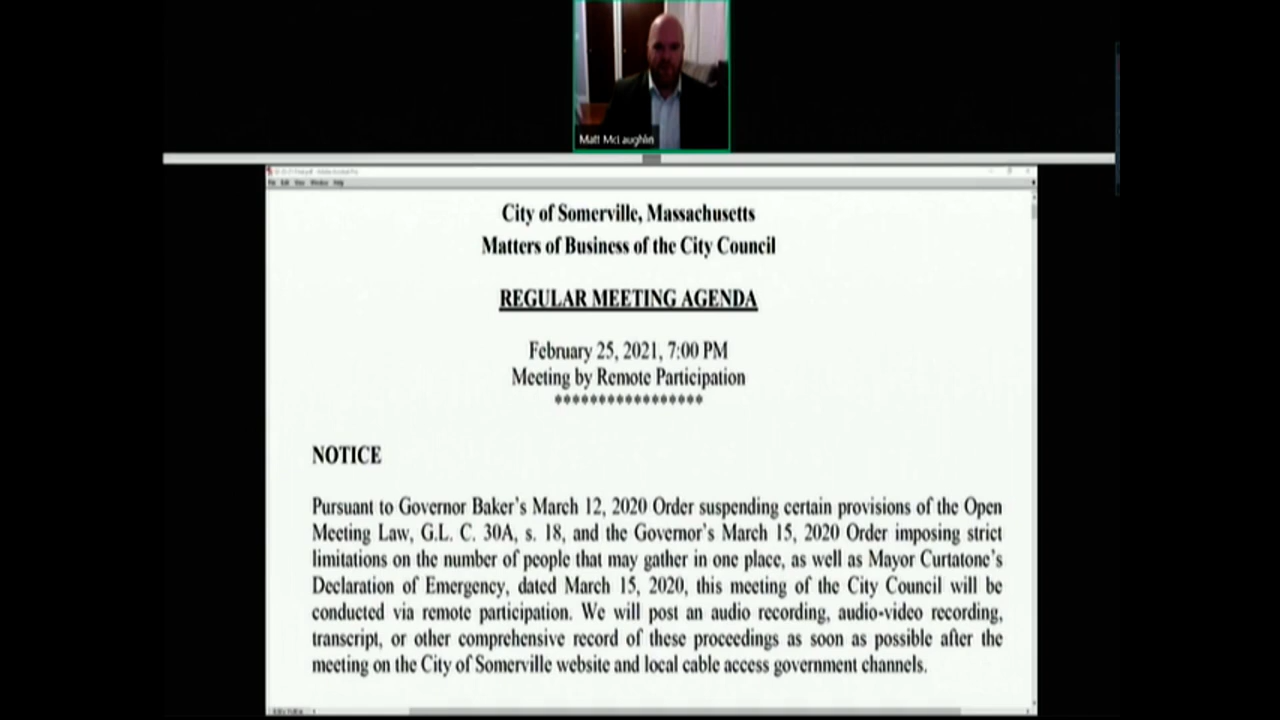 Matt McLaughlin
File Edit View Window Help
City of Somerville, Massachusetts
Matters of Business of the City Council
REGULAR MEETING AGENDA
February 25, 2021, 7:00 PM
Meeting by Remote Participation
*****************
NOTICE
Pursuant to Governor Baker's March 12, 2020 Order suspending certain provisions of the Open
Meeting Law, G.L. C. 30A, s. 18, and the Governor's March 15, 2020 Order imposing strict
limitations on the number of people that may gather in one place, as well as Mayor Curtatone's
Declaration of Emergency, dated March 15, 2020, this meeting of the City Council will be
conducted via remote participation. We will post an audio recording, audio-video recording,
transcript, or other comprehensive record of these proceedings as soon as possible after the
meeting on the City of Somerville website and local cable access government channels.